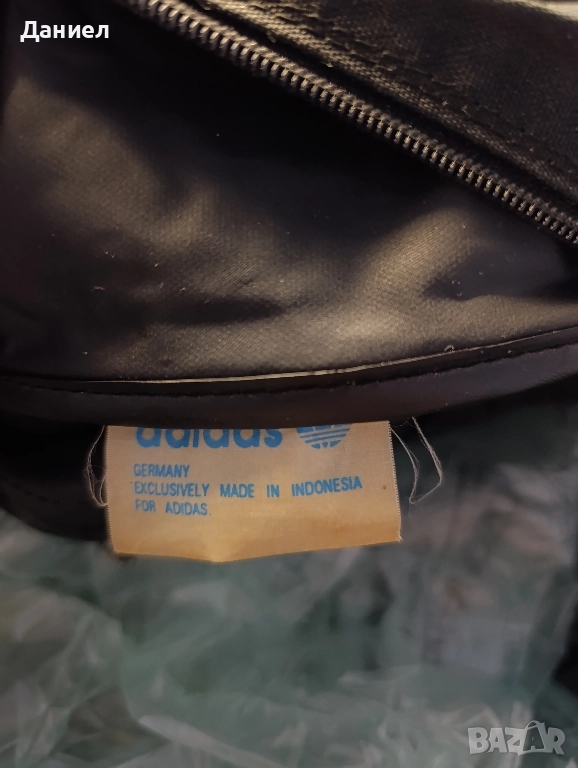 Даниел
adidas
GERMANY
EXCLUSIVELY MADE IN INDONESIA
FOR ADIDAS.
BAZAR